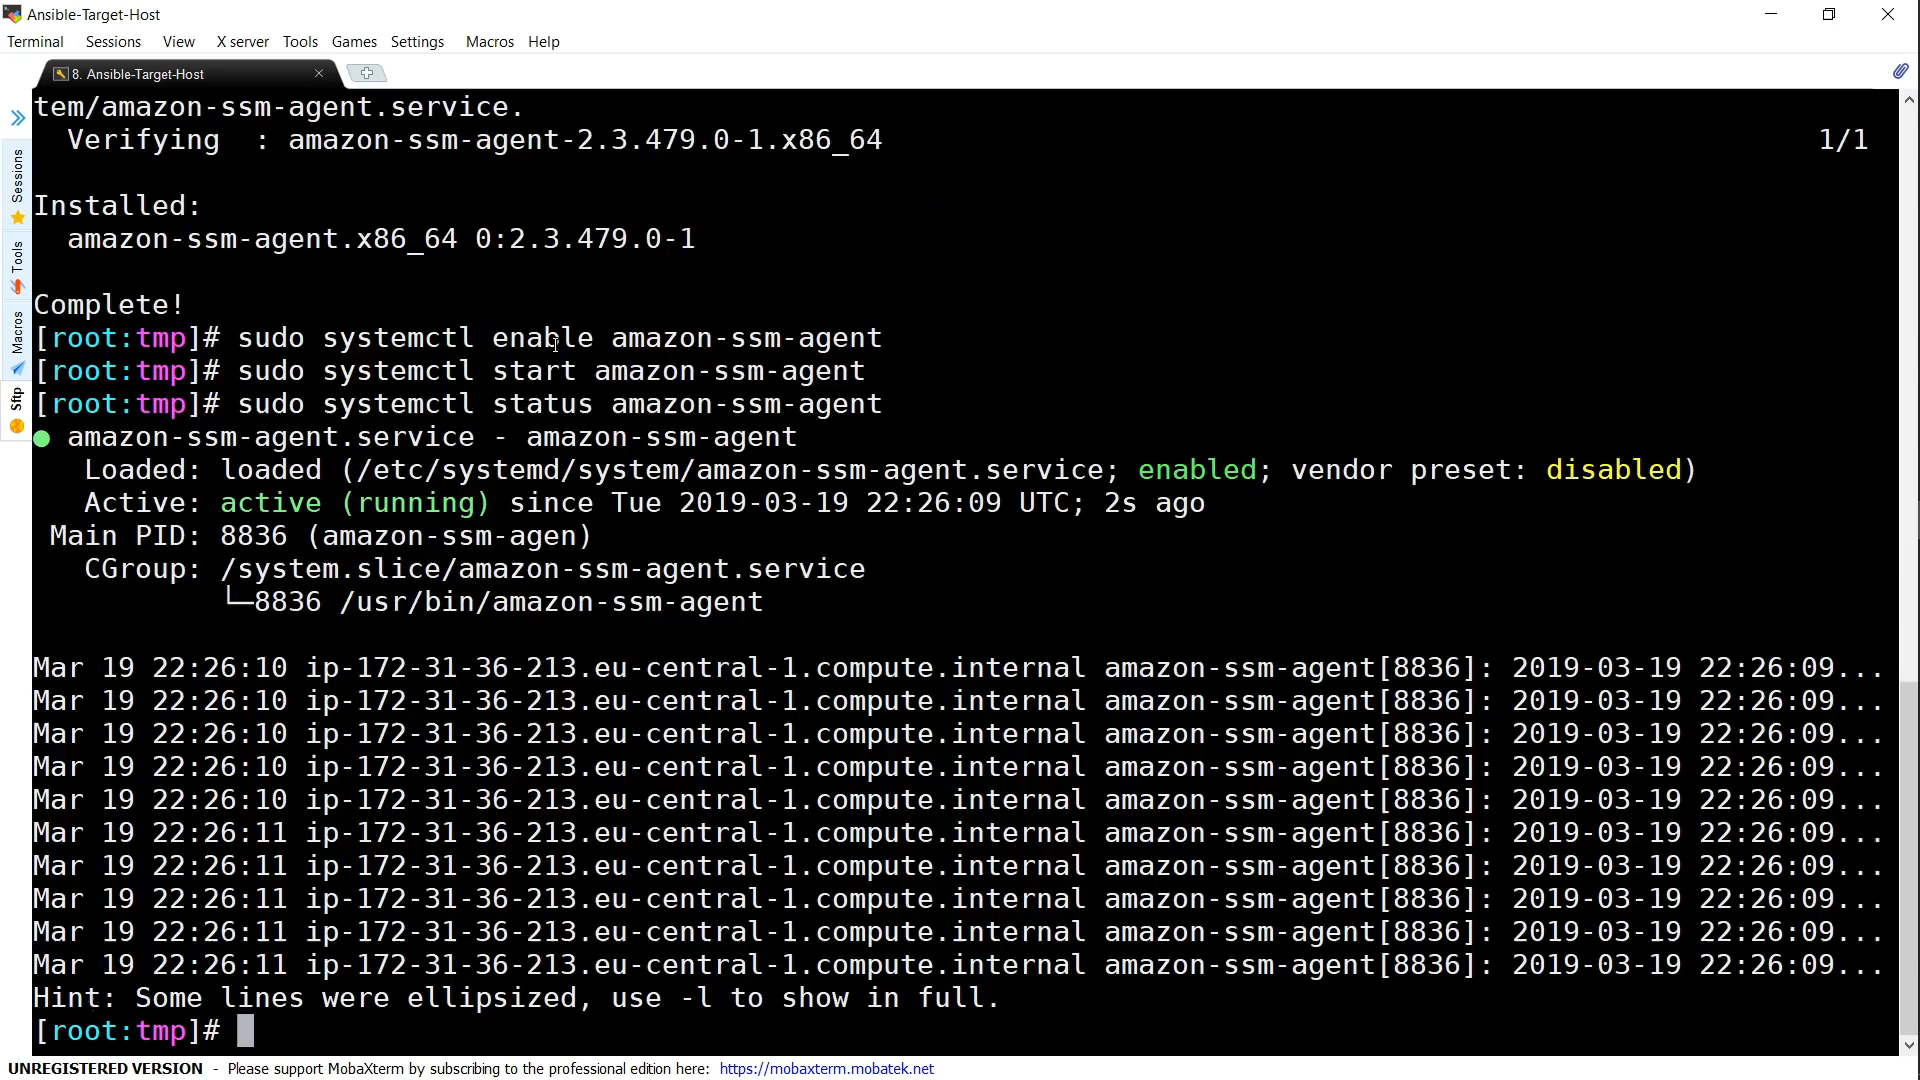 Ansible-Target-Host
Terminal Sessions View X server Tools Games Settings Macros Help
8. Ansible-Target-Host
Sessions
Tools
Macros
Sftp
tem/amazon-ssm-agent.service.
  Verifying  : amazon-ssm-agent-2.3.479.0-1.x86_64 1/1
Installed:
  amazon-ssm-agent.x86_64 0:2.3.479.0-1
Complete!
[root:tmp]# sudo systemctl enable amazon-ssm-agent
[root:tmp]# sudo systemctl start amazon-ssm-agent
[root:tmp]# sudo systemctl status amazon-ssm-agent
● amazon-ssm-agent.service - amazon-ssm-agent
   Loaded: loaded (/etc/systemd/system/amazon-ssm-agent.service; enabled; vendor preset: disabled)
   Active: active (running) since Tue 2019-03-19 22:26:09 UTC; 2s ago
 Main PID: 8836 (amazon-ssm-agen)
   CGroup: /system.slice/amazon-ssm-agent.service
           └─8836 /usr/bin/amazon-ssm-agent
Mar 19 22:26:10 ip-172-31-36-213.eu-central-1.compute.internal amazon-ssm-agent[8836]: 2019-03-19 22:26:09...
Mar 19 22:26:10 ip-172-31-36-213.eu-central-1.compute.internal amazon-ssm-agent[8836]: 2019-03-19 22:26:09...
Mar 19 22:26:10 ip-172-31-36-213.eu-central-1.compute.internal amazon-ssm-agent[8836]: 2019-03-19 22:26:09...
Mar 19 22:26:10 ip-172-31-36-213.eu-central-1.compute.internal amazon-ssm-agent[8836]: 2019-03-19 22:26:09...
Mar 19 22:26:10 ip-172-31-36-213.eu-central-1.compute.internal amazon-ssm-agent[8836]: 2019-03-19 22:26:09...
Mar 19 22:26:11 ip-172-31-36-213.eu-central-1.compute.internal amazon-ssm-agent[8836]: 2019-03-19 22:26:09...
Mar 19 22:26:11 ip-172-31-36-213.eu-central-1.compute.internal amazon-ssm-agent[8836]: 2019-03-19 22:26:09...
Mar 19 22:26:11 ip-172-31-36-213.eu-central-1.compute.internal amazon-ssm-agent[8836]: 2019-03-19 22:26:09...
Mar 19 22:26:11 ip-172-31-36-213.eu-central-1.compute.internal amazon-ssm-agent[8836]: 2019-03-19 22:26:09...
Mar 19 22:26:11 ip-172-31-36-213.eu-central-1.compute.internal amazon-ssm-agent[8836]: 2019-03-19 22:26:09...
Hint: Some lines were ellipsized, use -l to show in full.
[root:tmp]#
UNREGISTERED VERSION - Please support MobaXterm by subscribing to the professional edition here: https://mobaxterm.mobatek.net